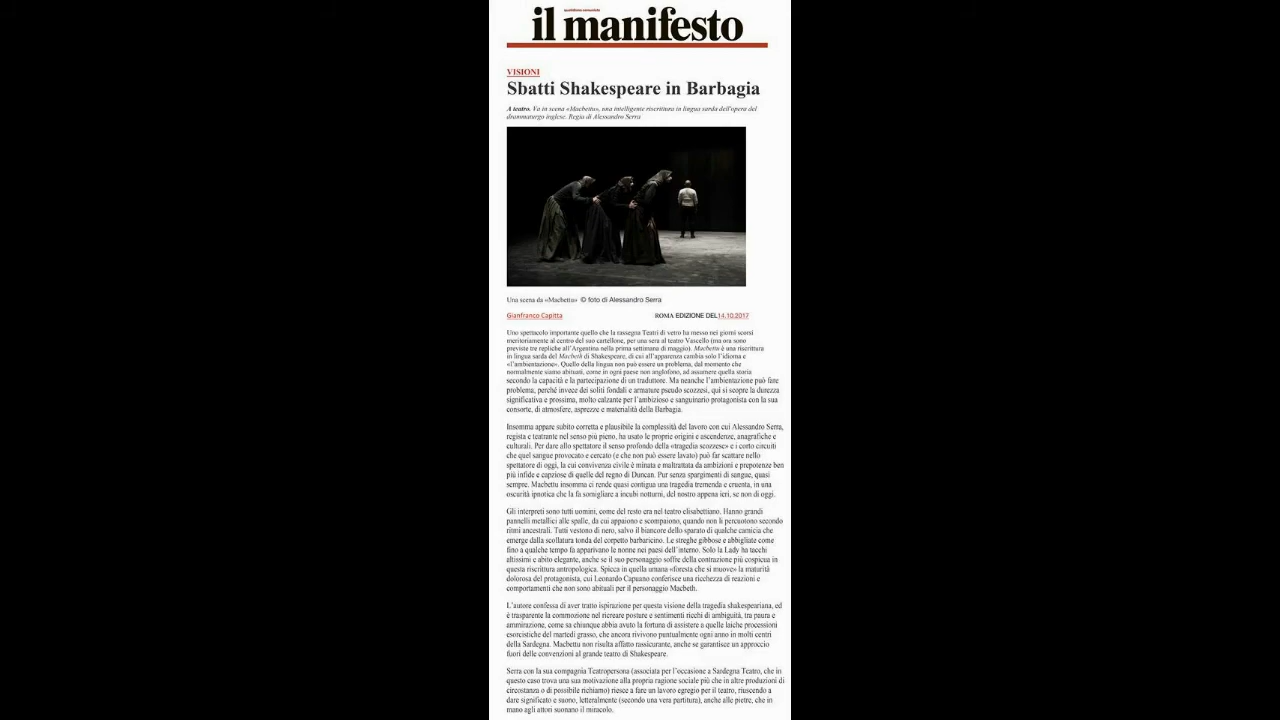 quotidiano comunista
il manifesto
VISIONI
Sbatti Shakespeare in Barbagia
A teatro. Va in scena «Macbettu», una intelligente riscrittura in lingua sarda dell'opera del
drammaturgo inglese. Regia di Alessandro Serra
Una scena da «Macbettu» © foto di Alessandro Serra
Gianfranco Capitta ROMA EDIZIONE DEL14.10.2017
Uno spettacolo importante quello che la rassegna Teatri di vetro ha messo nei giorni scorsi
meritoriamente al centro del suo cartellone, per una sera al teatro Vascello (ma ora sono
previste tre repliche all'Argentina nella prima settimana di maggio). Macbettu è una riscrittura
in lingua sarda del Macbeth di Shakespeare, di cui all'apparenza cambia solo l'idioma e
«l'ambientazione». Quello della lingua non può essere un problema, dal momento che
normalmente siamo abituati, come in ogni paese non anglofono, ad assumere quella storia
secondo la capacità e la partecipazione di un traduttore. Ma neanche l'ambientazione può fare
problema, perché invece dei soliti fondali e armature pseudo scozzesi, qui si scopre la durezza
significativa e prossima, molto calzante per l'ambizioso e sanguinario protagonista con la sua
consorte, di atmosfere, asprezze e materialità della Barbagia.
Insomma appare subito corretta e plausibile la complessità del lavoro con cui Alessandro Serra,
regista e teatrante nel senso più pieno, ha usato le proprie origini e ascendenze, anagrafiche e
culturali. Per dare allo spettatore il senso profondo della «tragedia scozzese» e i corto circuiti
che quel sangue provocato e cercato (e che non può essere lavato) può far scattare nello
spettatore di oggi, la cui convivenza civile è minata e maltrattata da ambizioni e prepotenze ben
più infide e capziose di quelle del regno di Duncan. Pur senza spargimenti di sangue, quasi
sempre. Macbettu insomma ci rende quasi contigua una tragedia tremenda e cruenta, in una
oscurità ipnotica che la fa somigliare a incubi notturni, del nostro appena ieri, se non di oggi.
Gli interpreti sono tutti uomini, come del resto era nel teatro elisabettiano. Hanno grandi
pannelli metallici alle spalle, da cui appaiono e scompaiono, quando non li percuotono secondo
ritmi ancestrali. Tutti vestono di nero, salvo il biancore dello sparato di qualche camicia che
emerge dalla scollatura tonda del corpetto barbaricino. Le streghe gibbose e abbigliate come
fino a qualche tempo fa apparivano le nonne nei paesi dell'interno. Solo la Lady ha tacchi
altissimi e abito elegante, anche se il suo personaggio soffre della contrazione più cospicua in
questa riscrittura antropologica. Spicca in quella umana «foresta che si muove» la maturità
dolorosa del protagonista, cui Leonardo Capuano conferisce una ricchezza di reazioni e
comportamenti che non sono abituali per il personaggio Macbeth.
L'autore confessa di aver tratto ispirazione per questa visione della tragedia shakespeariana, ed
è trasparente la commozione nel ricreare posture e sentimenti ricchi di ambiguità, tra paura e
ammirazione, come sa chiunque abbia avuto la fortuna di assistere a quelle laiche processioni
esorcistiche del martedì grasso, che ancora rivivono puntualmente ogni anno in molti centri
della Sardegna. Macbettu non risulta affatto rassicurante, anche se garantisce un approccio
fuori delle convenzioni al grande teatro di Shakespeare.
Serra con la sua compagnia Teatropersona (associata per l'occasione a Sardegna Teatro, che in
questo caso trova una sua motivazione alla propria ragione sociale più che in altre produzioni di
circostanza o di possibile richiamo) riesce a fare un lavoro egregio per il teatro, riuscendo a
dare significato e suono, letteralmente (secondo una vera partitura), anche alle pietre, che in
mano agli attori suonano il miracolo.